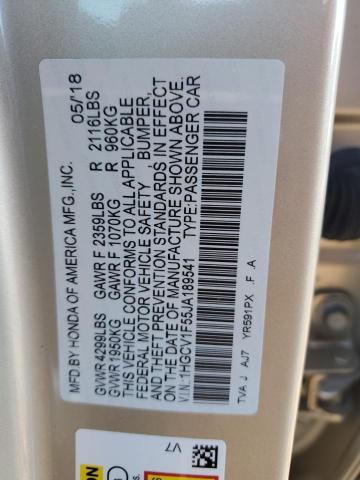 MFD BY HONDA OF AMERICA MFG.,INC. 05/'18
GVWR 4299LBS GAWR F 2359LBS R 2116LBS
GVWR 1950KG GAWR F 1070KG R 960KG
THIS VEHICLE CONFORMS TO ALL APPLICABLE
FEDERAL MOTOR VEHICLE SAFETY , BUMPER,
AND THEFT PREVENTION STANDARDS IN EFFECT
ON THE DATE OF MANUFACTURE SHOWN ABOVE.
V.I.N.:1HGCV1F55JA189541 TYPE:PASSENGER CAR
TVA J AJ7 YR591PX .F .A
V7